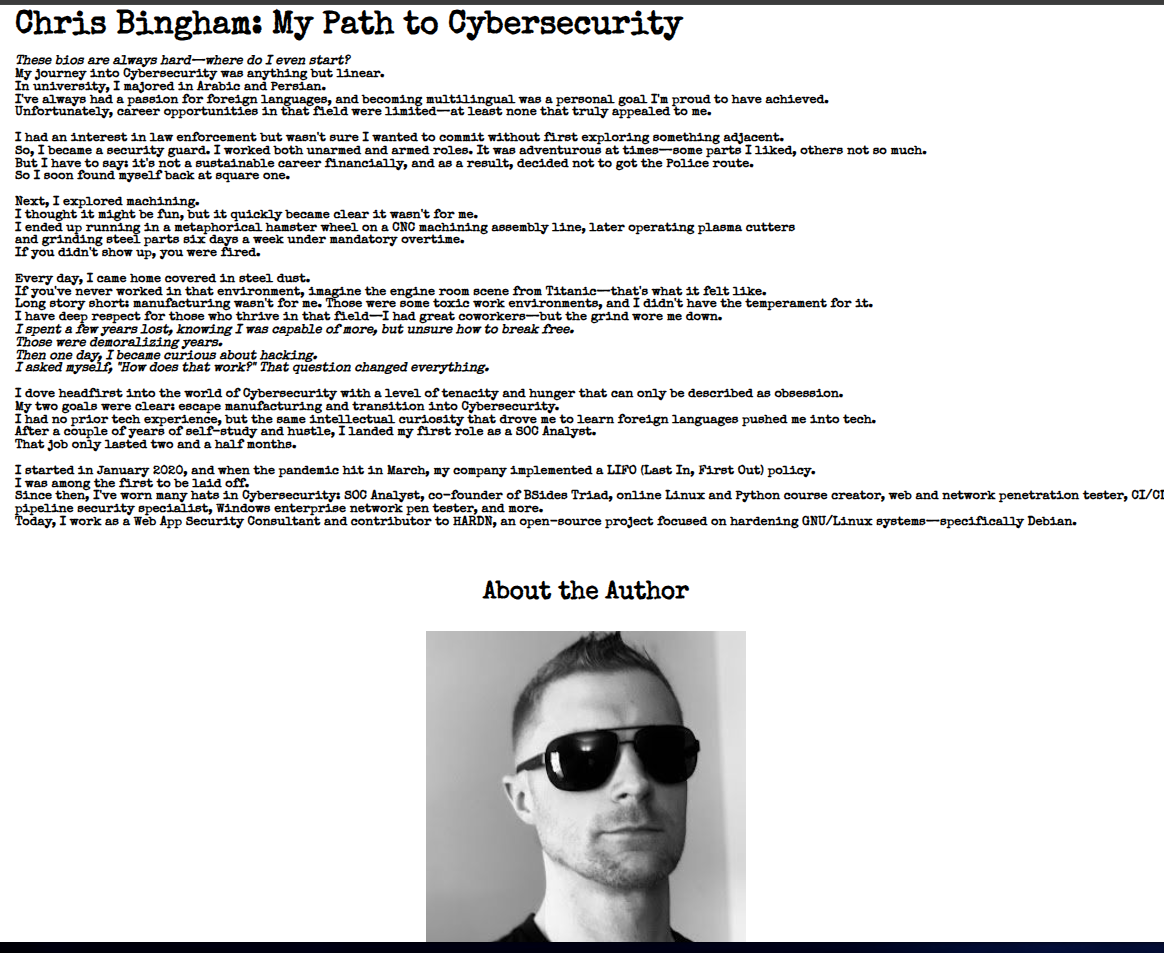 Chris Bingham: My Path to Cybersecurity
These bios are always hard—where do I even start?
My journey into Cybersecurity was anything but linear.
In university, I majored in Arabic and Persian.
I've always had a passion for foreign languages, and becoming multilingual was a personal goal I'm proud to have achieved.
Unfortunately, career opportunities in that field were limited—at least none that truly appealed to me.
I had an interest in law enforcement but wasn't sure I wanted to commit without first exploring something adjacent.
So, I became a security guard. I worked both unarmed and armed roles. It was adventurous at times—some parts I liked, others not so much.
But I have to say: it's not a sustainable career financially, and as a result, decided not to got the Police route.
So I soon found myself back at square one.
Next, I explored machining.
I thought it might be fun, but it quickly became clear it wasn't for me.
I ended up running in a metaphorical hamster wheel on a CNC machining assembly line, later operating plasma cutters
and grinding steel parts six days a week under mandatory overtime.
If you didn't show up, you were fired.
Every day, I came home covered in steel dust.
If you've never worked in that environment, imagine the engine room scene from Titanic—that's what it felt like.
Long story short: manufacturing wasn't for me. Those were some toxic work environments, and I didn't have the temperament for it.
I have deep respect for those who thrive in that field—I had great coworkers—but the grind wore me down.
I spent a few years lost, knowing I was capable of more, but unsure how to break free.
Those were demoralizing years.
Then one day, I became curious about hacking.
I asked myself, "How does that work?" That question changed everything.
I dove headfirst into the world of Cybersecurity with a level of tenacity and hunger that can only be described as obsession.
My two goals were clear: escape manufacturing and transition into Cybersecurity.
I had no prior tech experience, but the same intellectual curiosity that drove me to learn foreign languages pushed me into tech.
After a couple of years of self-study and hustle, I landed my first role as a SOC Analyst.
That job only lasted two and a half months.
I started in January 2020, and when the pandemic hit in March, my company implemented a LIFO (Last In, First Out) policy.
I was among the first to be laid off.
Since then, I've worn many hats in Cybersecurity: SOC Analyst, co-founder of BSides Triad, online Linux and Python course creator, web and network penetration tester,
pipeline security specialist, Windows enterprise network pen tester, and more.
Today, I work as a Web App Security Consultant and contributor to HARDN, an open-source project focused on hardening GNU/Linux systems—specifically Debian.
About the Author